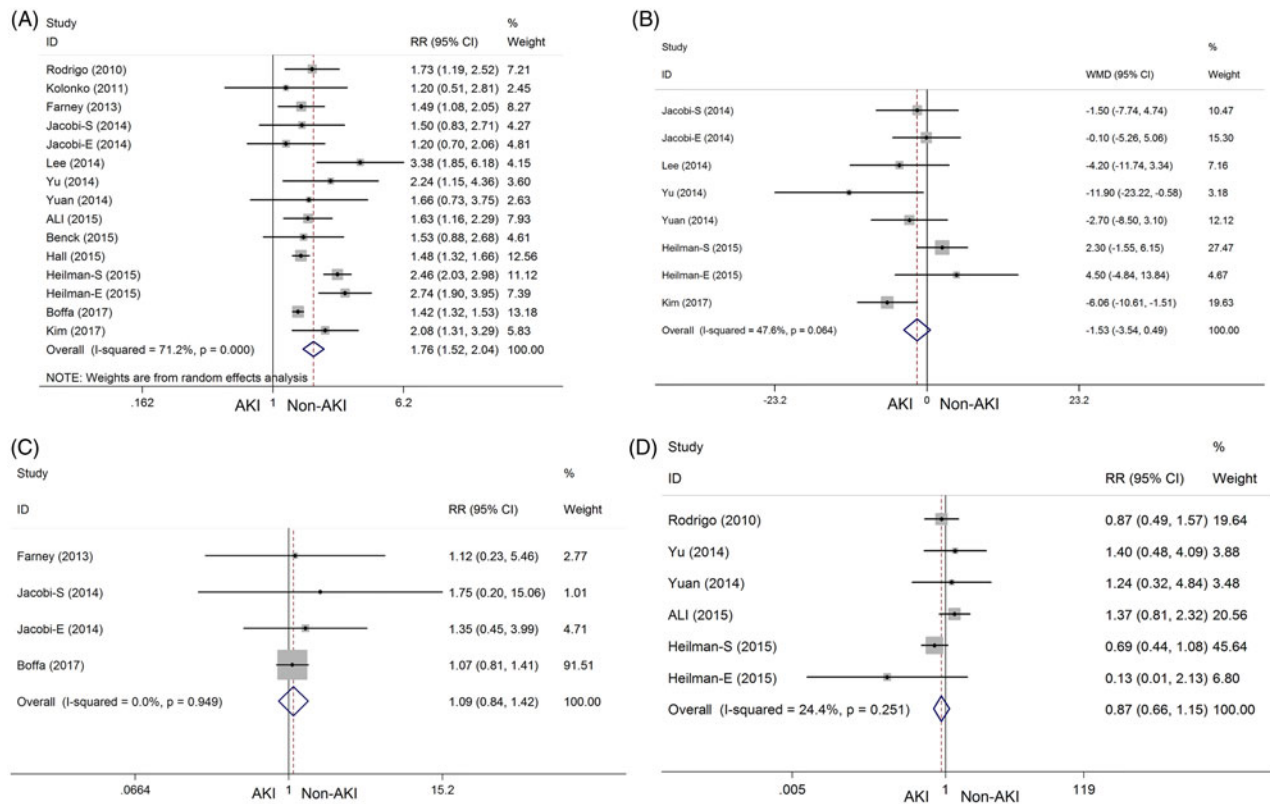 (A)
Study %
ID RR (95% CI) Weight
Rodrigo (2010) 1.73 (1.19, 2.52) 7.21
Kolonko (2011) 1.20 (0.51, 2.81) 2.45
Farney (2013) 1.49 (1.08, 2.05) 8.27
Jacobi-S (2014) 1.50 (0.83, 2.71) 4.27
Jacobi-E (2014) 1.20 (0.70, 2.06) 4.81
Lee (2014) 3.38 (1.85, 6.18) 4.15
Yu (2014) 2.24 (1.15, 4.36) 3.60
Yuan (2014) 1.66 (0.73, 3.75) 2.63
ALI (2015) 1.63 (1.16, 2.29) 7.93
Benck (2015) 1.53 (0.88, 2.68) 4.61
Hall (2015) 1.48 (1.32, 1.66) 12.56
Heilman-S (2015) 2.46 (2.03, 2.98) 11.12
Heilman-E (2015) 2.74 (1.90, 3.95) 7.39
Boffa (2017) 1.42 (1.32, 1.53) 13.18
Kim (2017) 2.08 (1.31, 3.29) 5.83
Overall (I-squared = 71.2%, p = 0.000) 1.76 (1.52, 2.04) 100.00
NOTE: Weights are from random effects analysis
.162 1 6.2
AKI Non-AKI
(B)
Study %
ID WMD (95% CI) Weight
Jacobi-S (2014) -1.50 (-7.74, 4.74) 10.47
Jacobi-E (2014) -0.10 (-5.26, 5.06) 15.30
Lee (2014) -4.20 (-11.74, 3.34) 7.16
Yu (2014) -11.90 (-23.22, -0.58) 3.18
Yuan (2014) -2.70 (-8.50, 3.10) 12.12
Heilman-S (2015) 2.30 (-1.55, 6.15) 27.47
Heilman-E (2015) 4.50 (-4.84, 13.84) 4.67
Kim (2017) -6.06 (-10.61, -1.51) 19.63
Overall (I-squared = 47.6%, p = 0.064) -1.53 (-3.54, 0.49) 100.00
-23.2 0 23.2
AKI Non-AKI
(C)
Study %
ID RR (95% CI) Weight
Farney (2013) 1.12 (0.23, 5.46) 2.77
Jacobi-S (2014) 1.75 (0.20, 15.06) 1.01
Jacobi-E (2014) 1.35 (0.45, 3.99) 4.71
Boffa (2017) 1.07 (0.81, 1.41) 91.51
Overall (I-squared = 0.0%, p = 0.949) 1.09 (0.84, 1.42) 100.00
.0664 1 15.2
AKI Non-AKI
(D)
Study %
ID RR (95% CI) Weight
Rodrigo (2010) 0.87 (0.49, 1.57) 19.64
Yu (2014) 1.40 (0.48, 4.09) 3.88
Yuan (2014) 1.24 (0.32, 4.84) 3.48
ALI (2015) 1.37 (0.81, 2.32) 20.56
Heilman-S (2015) 0.69 (0.44, 1.08) 45.64
Heilman-E (2015) 0.13 (0.01, 2.13) 6.80
Overall (I-squared = 24.4%, p = 0.251) 0.87 (0.66, 1.15) 100.00
.005 1 119
AKI Non-AKI